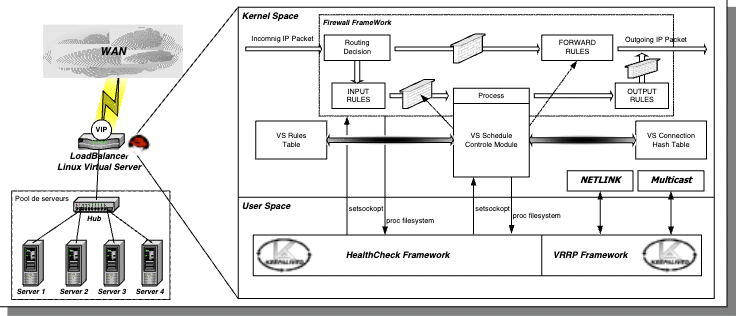 Kernel Space
Firewall FrameWork
Incomnig IP Packet
Routing
Decision
FORWARD
RULES
Outgoing IP Packet
INPUT
RULES
OUTPUT
RULES
Process
VS Rules
Table
VS Schedule
Controle Module
VS Connection
Hash Table
NETLINK
Multicast
User Space
setsockopt
proc filesystem
setsockopt
proc filesystem
HealthCheck Framework
VRRP Framework
KEEPALIVED
KEEPALIVED
WAN
VIP
LoadBalancer
Linux Virtual Server
Pool de serveurs
Hub
Server 1
Server 2
Server 3
Server 4